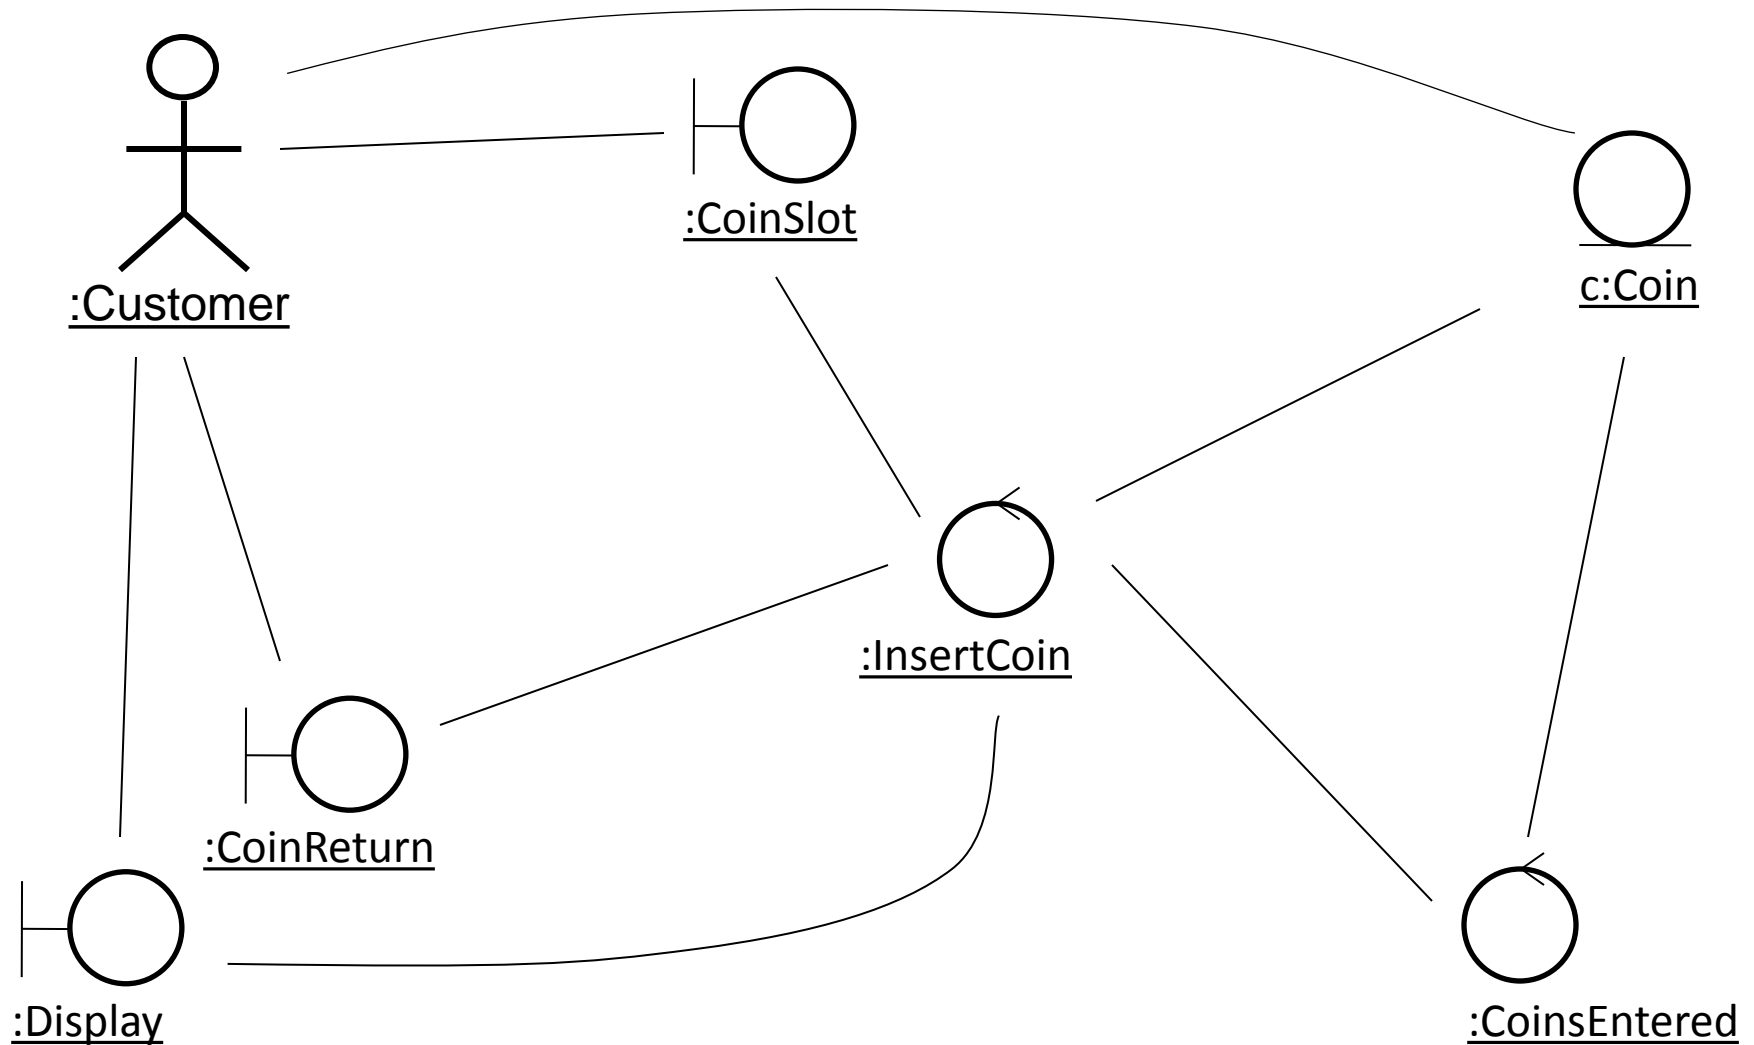 :CoinSlot
c:Coin
:Customer
:InsertCoin
:CoinReturn
:Display
:CoinsEntered